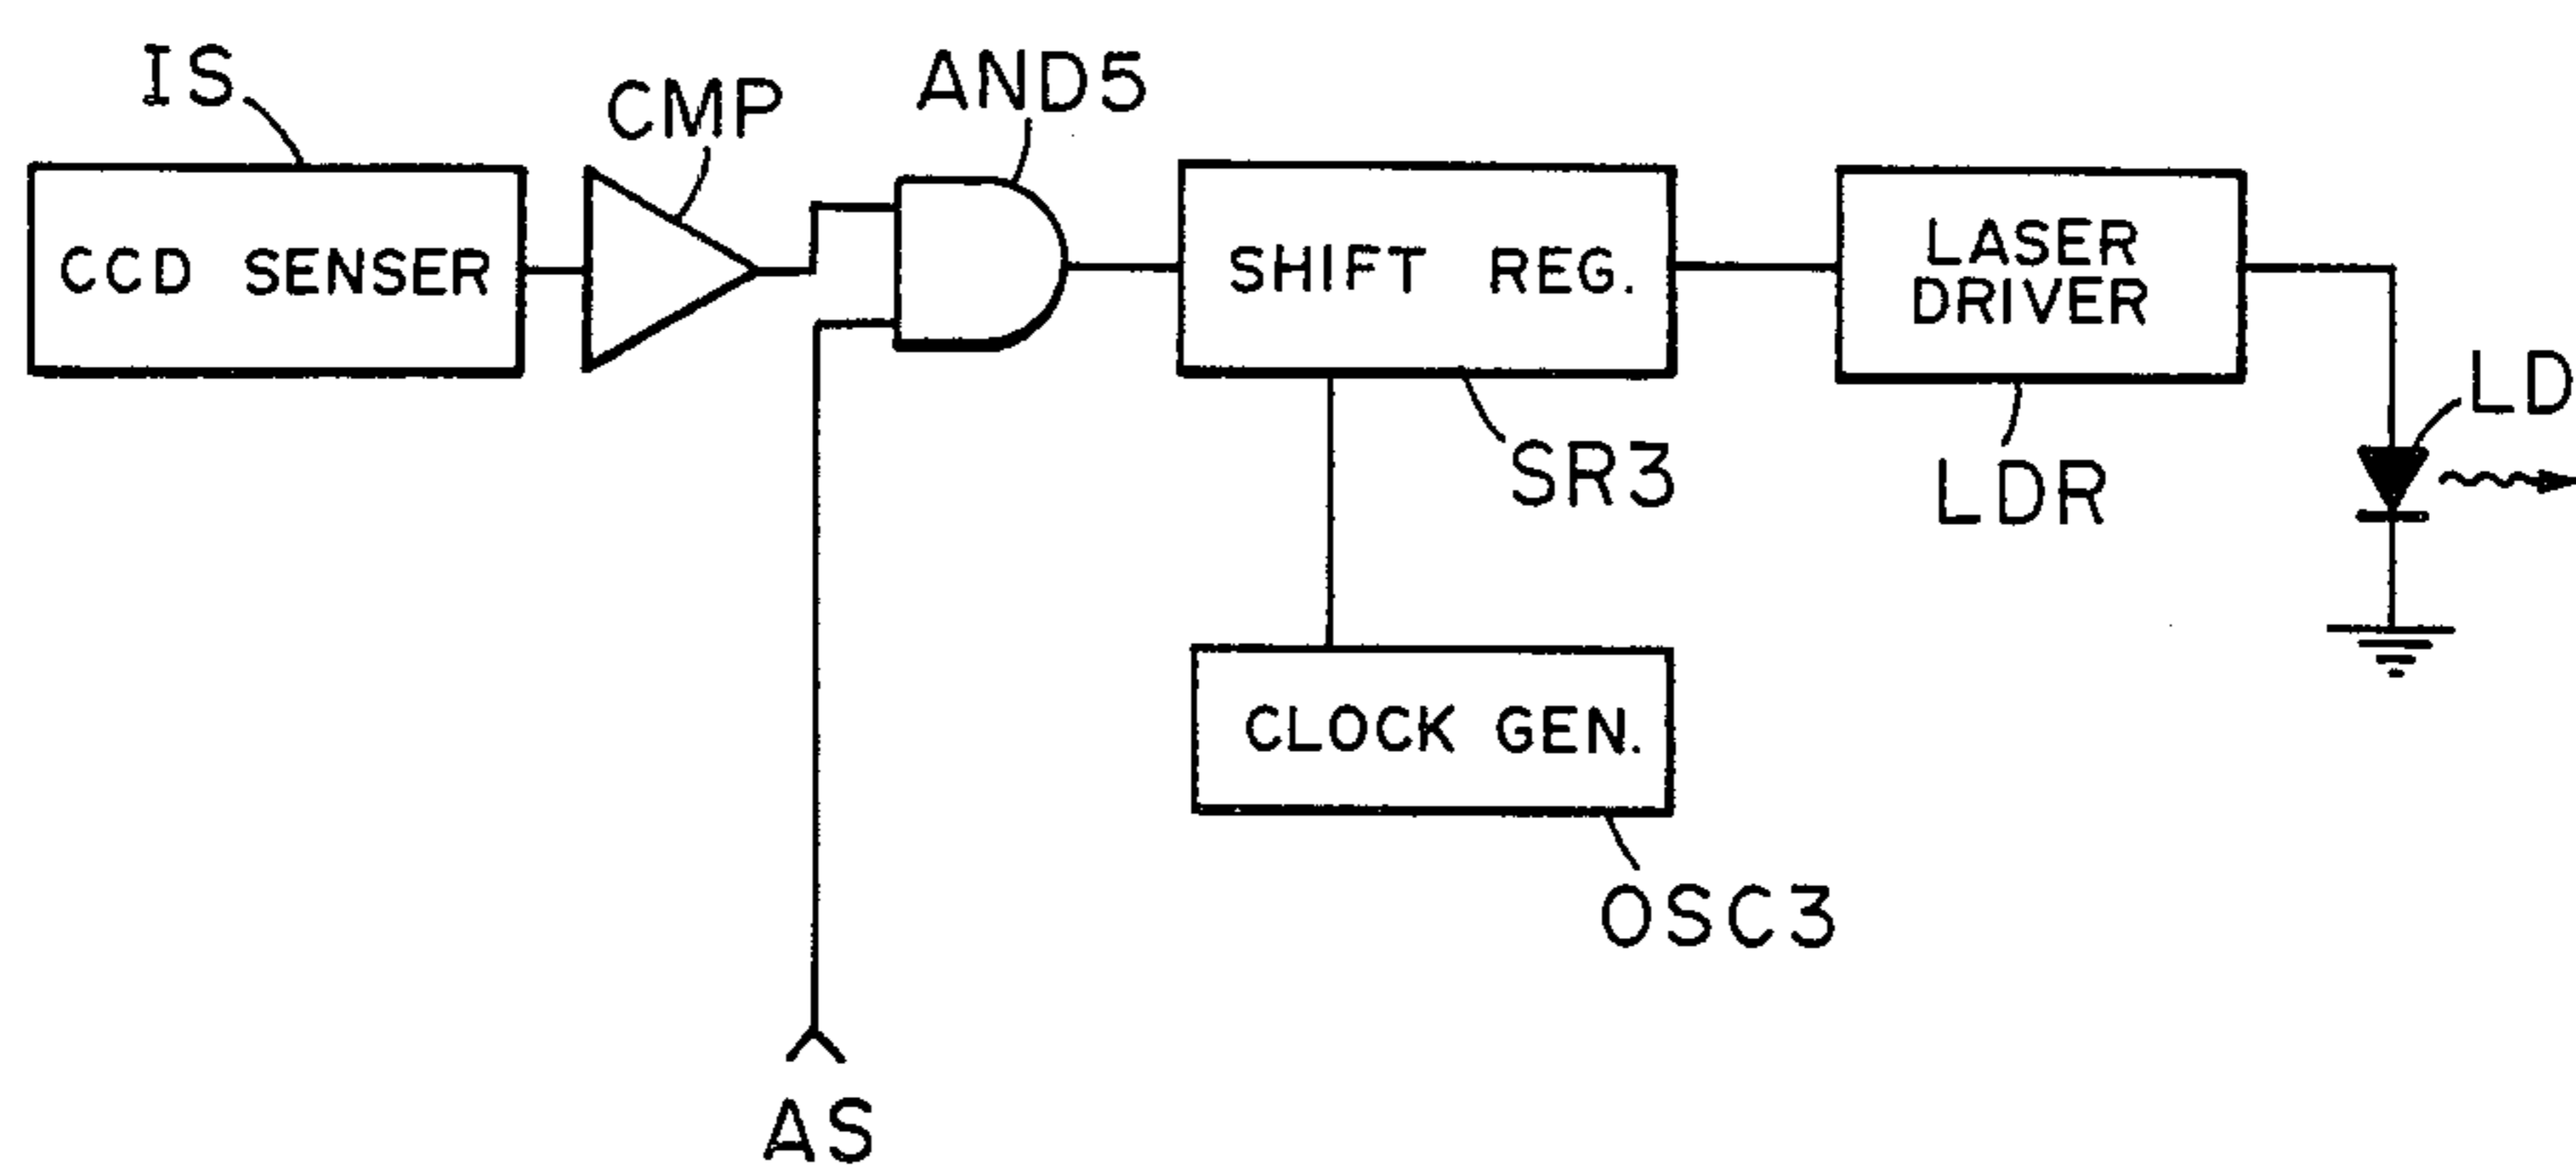 IS
CMP
AND5
CCD SENSER
SHIFT REG.
LASER
DRIVER
LD
SR3
LDR
CLOCK GEN.
OSC3
AS